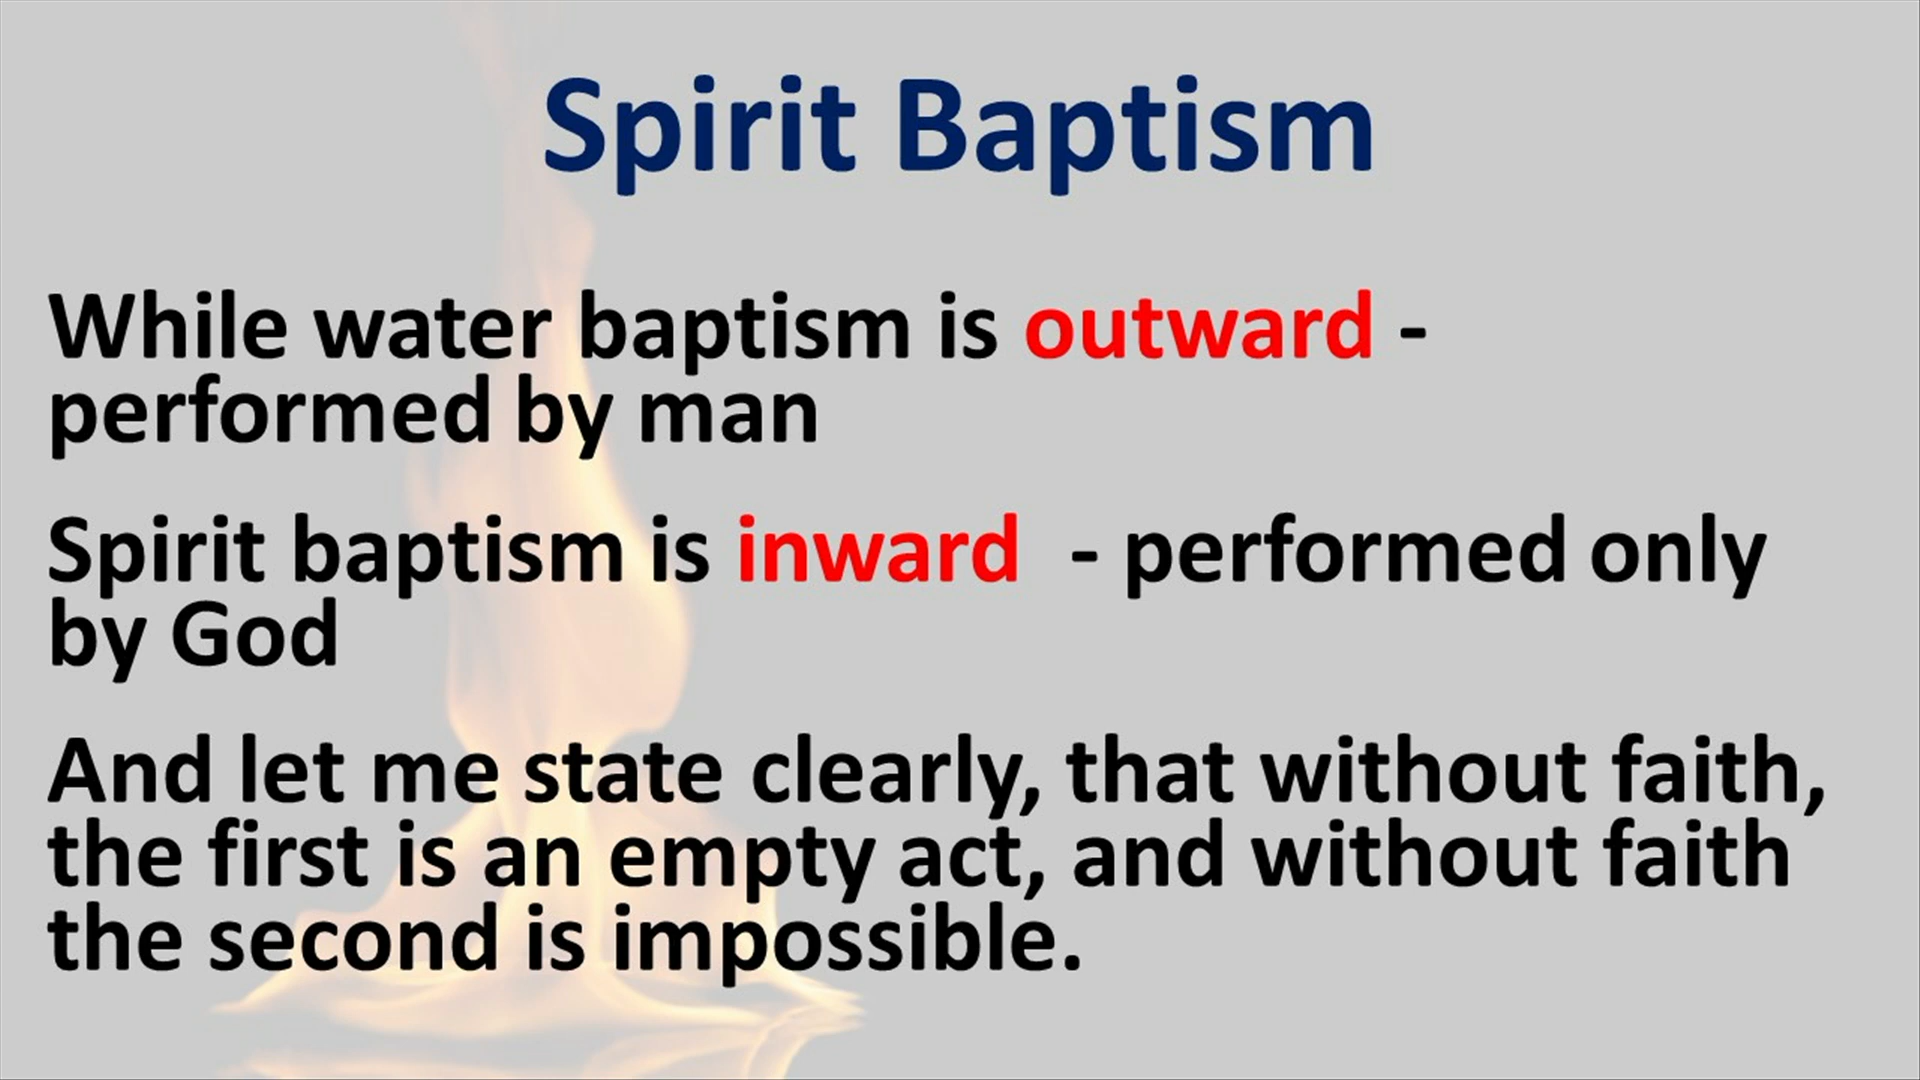 Spirit Baptism
While water baptism is outward -
performed by man
Spirit baptism is inward  - performed only
by God
And let me state clearly, that without faith,
the first is an empty act, and without faith
the second is impossible.